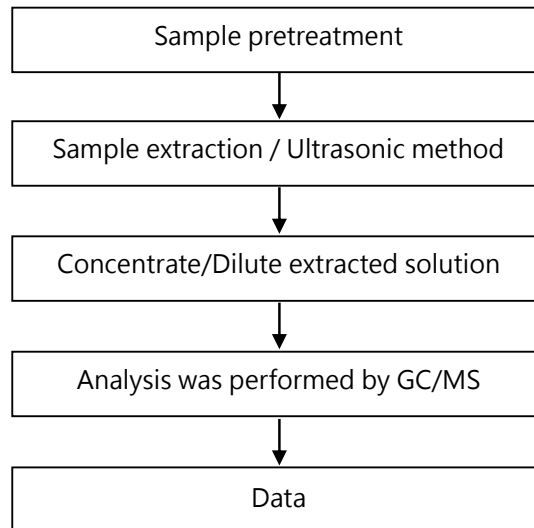 Sample pretreatment
Sample extraction / Ultrasonic method
Concentrate/Dilute extracted solution
Analysis was performed by GC/MS
Data